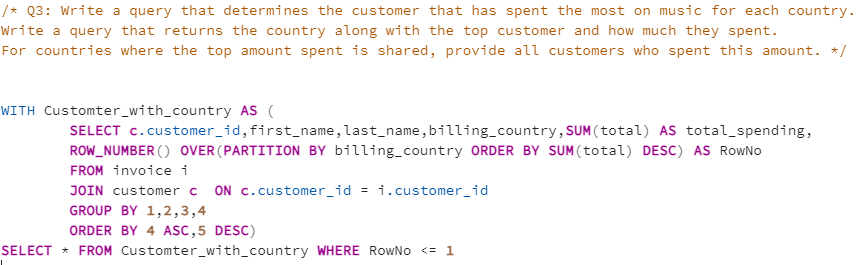 /* Q3: Write a query that determines the customer that has spent the most on music for each country.
Write a query that returns the country along with the top customer and how much they spent.
For countries where the top amount spent is shared, provide all customers who spent this amount. */
WITH Customter_with_country AS (
SELECT c.customer_id,first_name,last_name,billing_country,SUM(total) AS total_spending,
ROW_NUMBER() OVER(PARTITION BY billing_country ORDER BY SUM(total) DESC) AS RowNo
FROM invoice i
JOIN customer c  ON c.customer_id = i.customer_id
GROUP BY 1,2,3,4
ORDER BY 4 ASC,5 DESC)
SELECT * FROM Customter_with_country WHERE RowNo <= 1